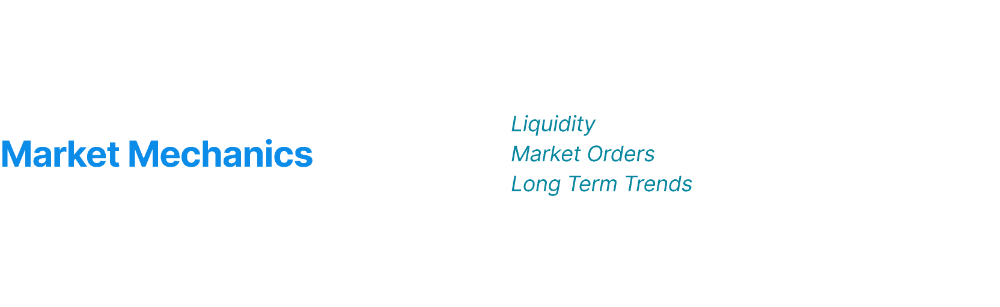 Market Mechanics
Liquidity
Market Orders
Long Term Trends